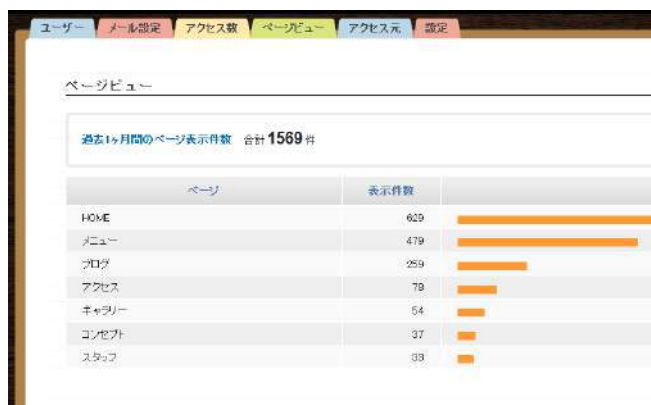 ユーザー メール設定 アクセス数 ページビュー アクセス元 設定
ページビュー
過去1ヶ月間のページ表示件数 合計 1569 件
ページ 表示件数
HOME 629
メニュー 479
ブログ 259
アクセス 78
ギャラリー 54
コンセプト 37
スタッフ 33